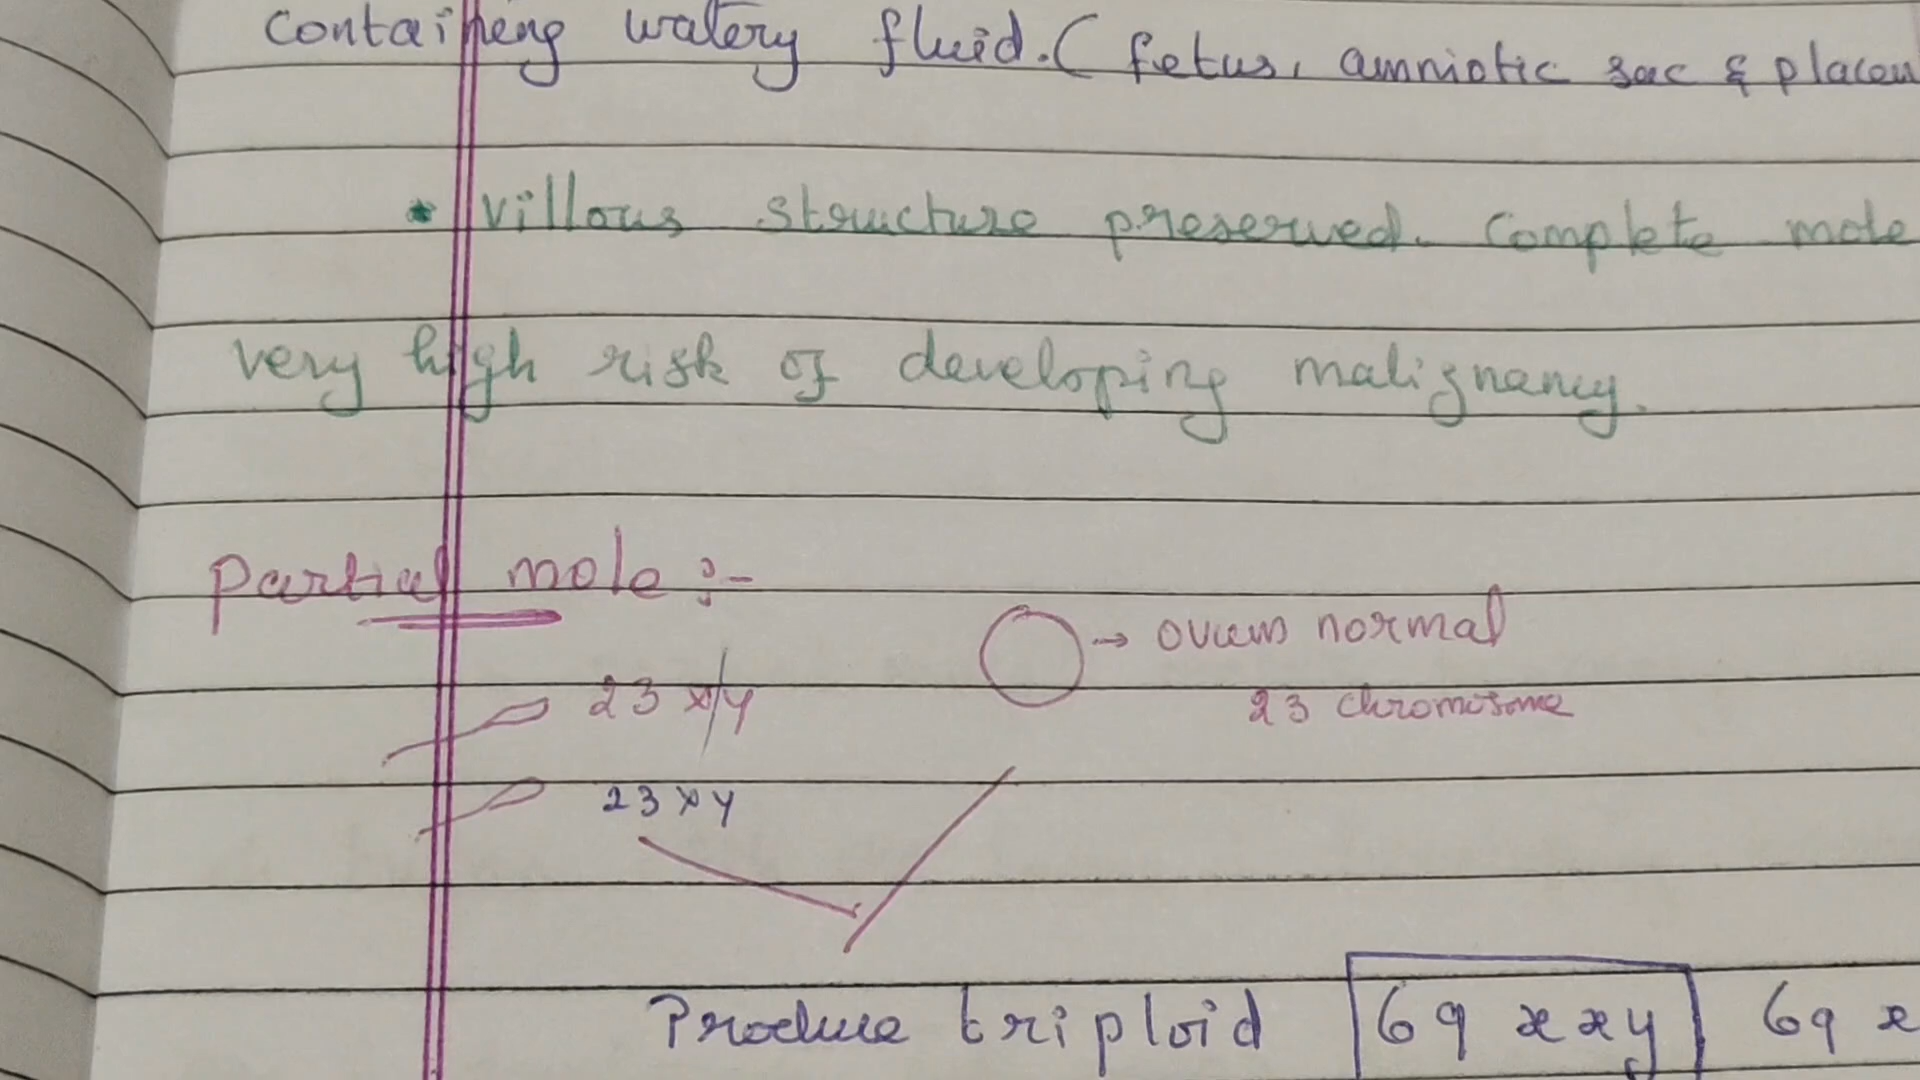 containing watery fluid. ( fetus, amniotic sac &
* villous structure preserved. Complete mole
very high risk of developing malignancy.
Partial mole :-
→ ovum normal
23 x/y
23 chromosome
23 xy
Produce triploid 69 xxy 69 x